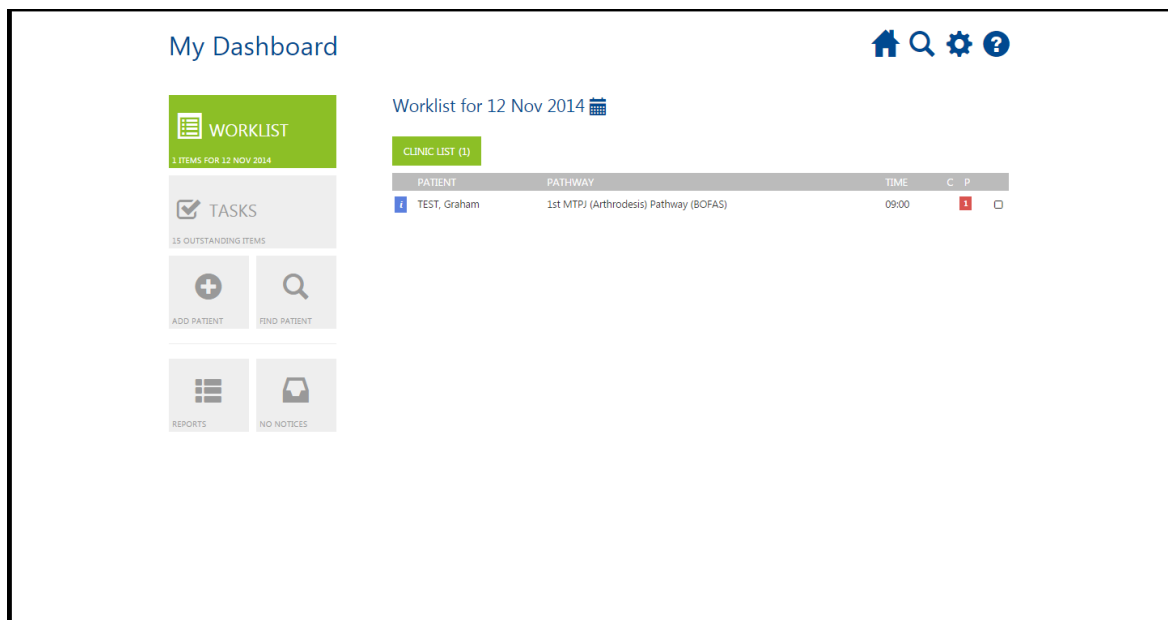 My Dashboard
?
WORKLIST
1 ITEMS FOR 12 NOV 2014
TASKS
15 OUTSTANDING ITEMS
ADD PATIENT FIND PATIENT
REPORTS NO NOTICES
Worklist for 12 Nov 2014
CLINIC LIST (1)
PATIENT PATHWAY TIME C P
i TEST, Graham 1st MTPJ (Arthrodesis) Pathway (BOFAS) 09:00 1